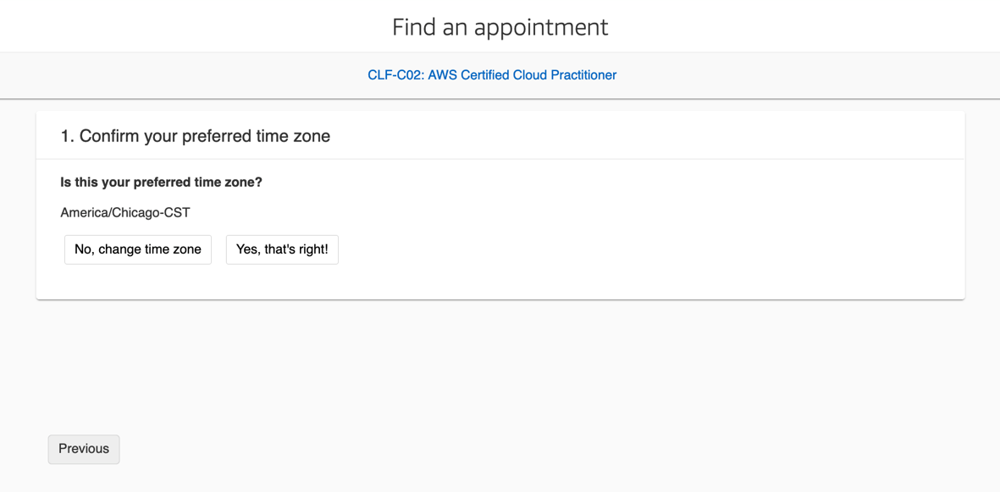 Find an appointment
CLF-C02: AWS Certified Cloud Practitioner
1. Confirm your preferred time zone
Is this your preferred time zone?
America/Chicago-CST
No, change time zone
Yes, that's right!
Previous